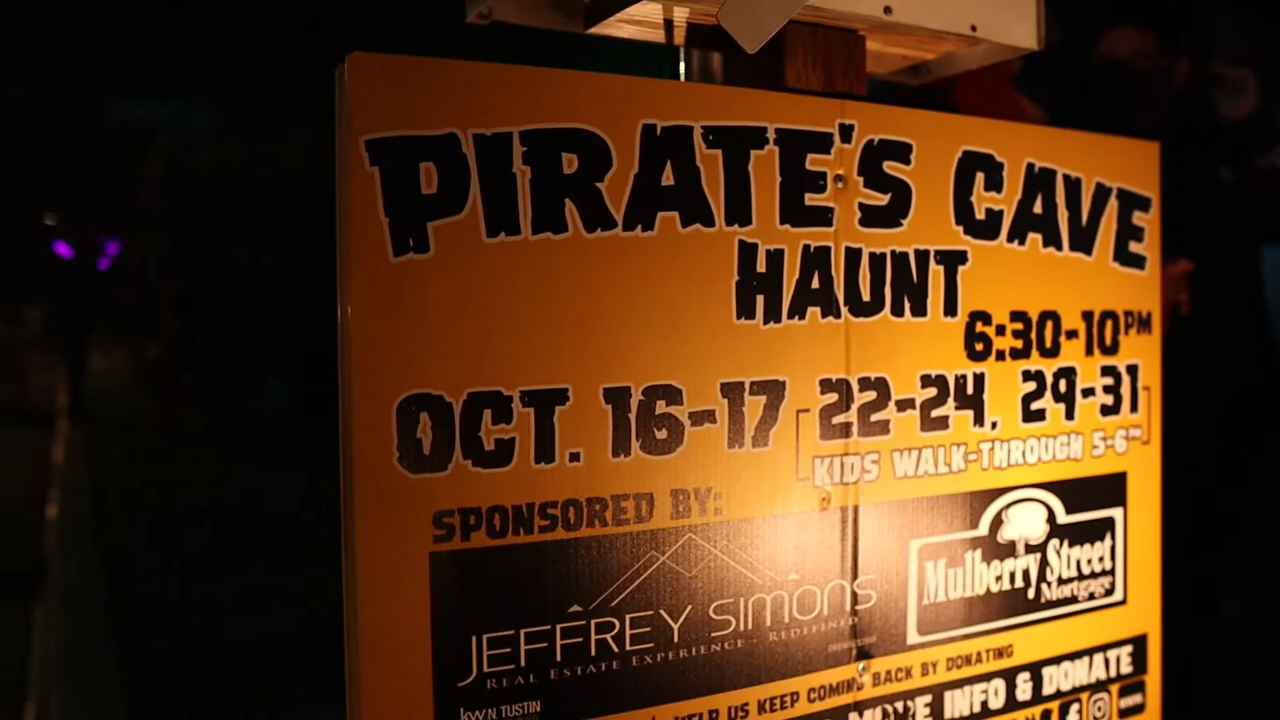 PIRATE'S CAVE
HAUNT
6:30-10PM
OCT. 16-17 22-24, 29-31
KIDS WALK-THROUGH 5-6PM
SPONSORED BY:
JEFFREY SIMONS
REAL ESTATE EXPERIENCE - REDEFINED
Mulberry Street
Mortgage
kw N. TUSTIN
HELP US KEEP COMING BACK BY DONATING
MORE INFO & DONATE